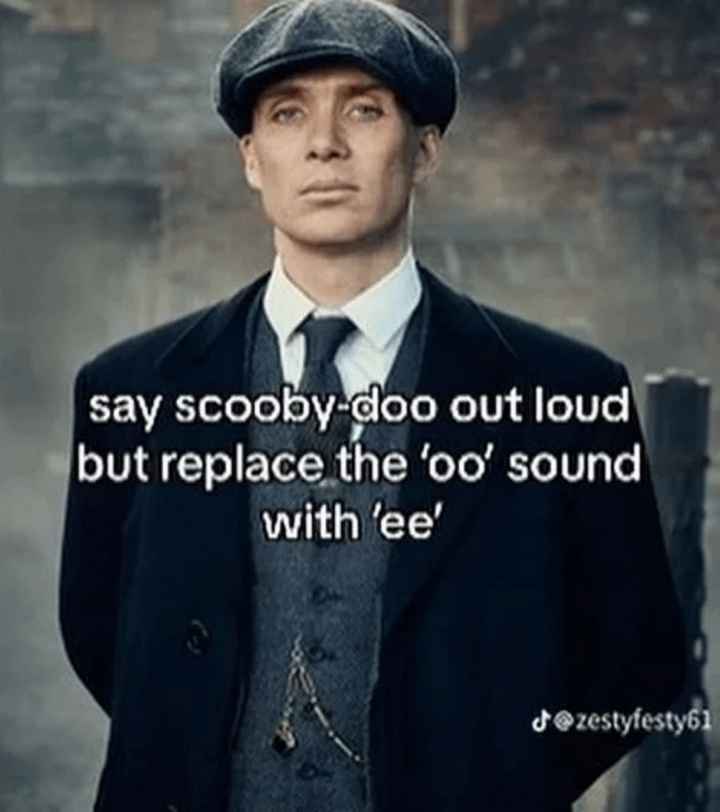 say scooby-doo out loud
but replace the ‘oo’ sound
with ‘ee’
@zestyfesty61